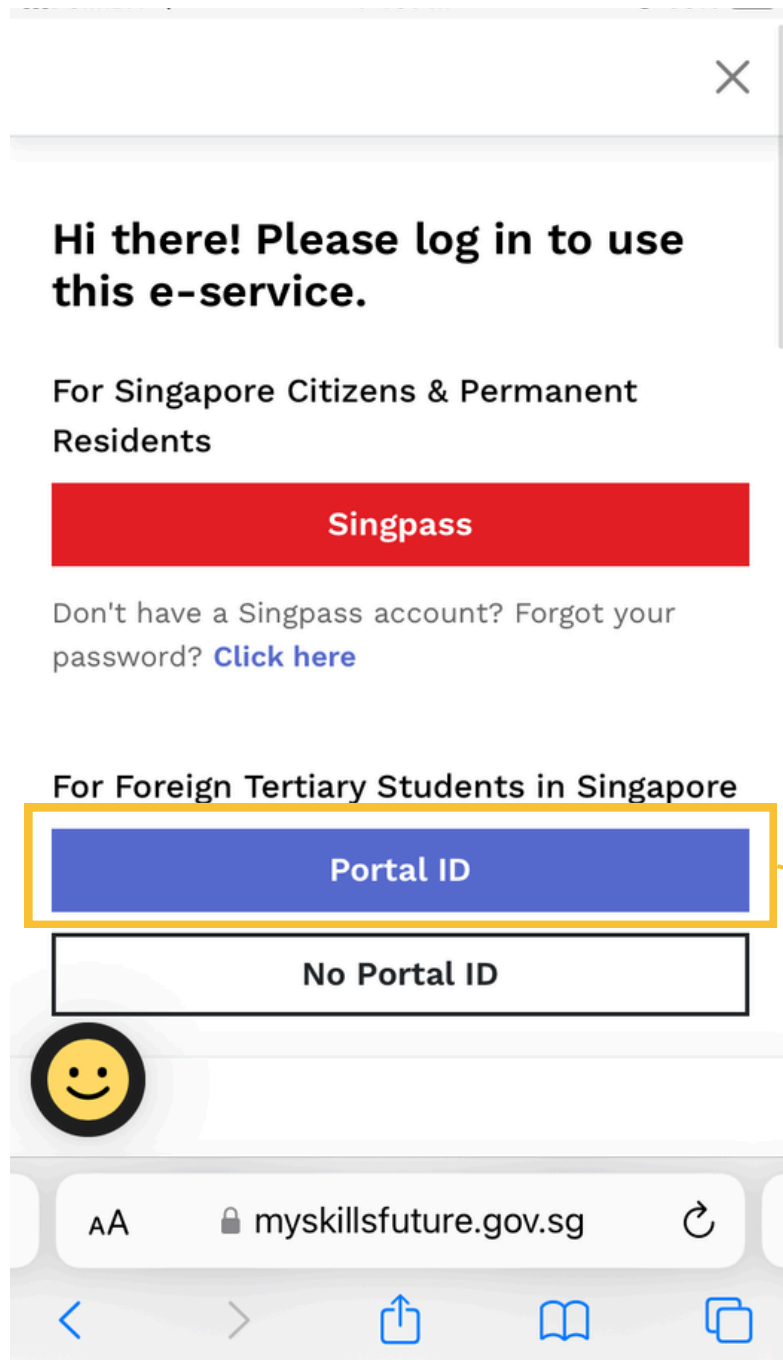 Hi there! Please log in to use
this e-service.
For Singapore Citizens & Permanent
Residents
Singpass
Don't have a Singpass account? Forgot your
password? Click here
For Foreign Tertiary Students in Singapore
Portal ID
No Portal ID
AA myskillsfuture.gov.sg